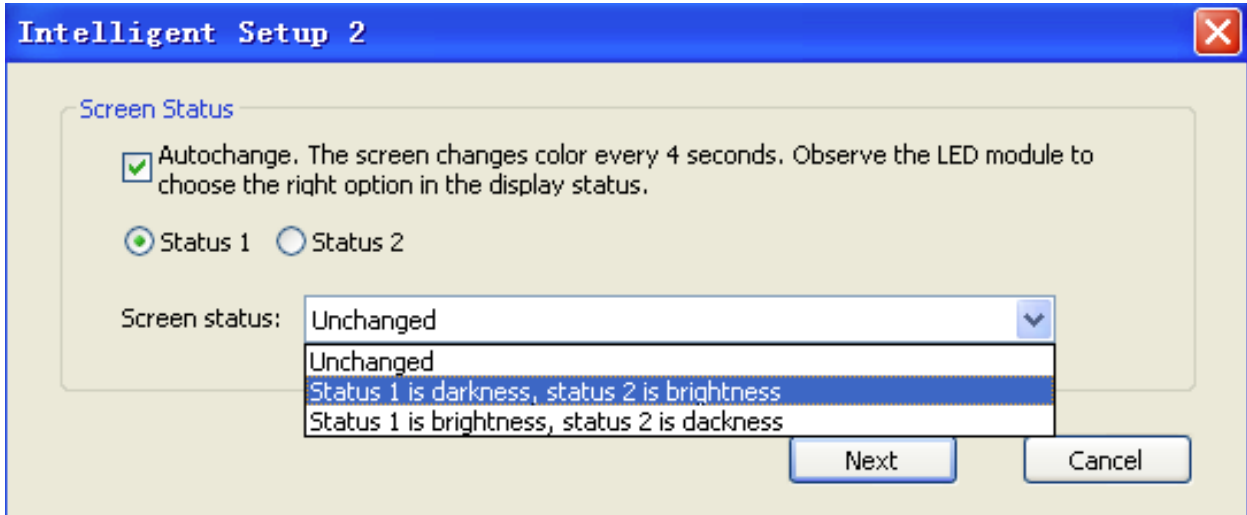 Intelligent Setup 2
Screen Status
Autochange. The screen changes color every 4 seconds. Observe the LED module to
choose the right option in the display status.
Status 1 Status 2
Screen status: Unchanged
Unchanged
Status 1 is darkness, status 2 is brightness
Status 1 is brightness, status 2 is dackness
Next Cancel